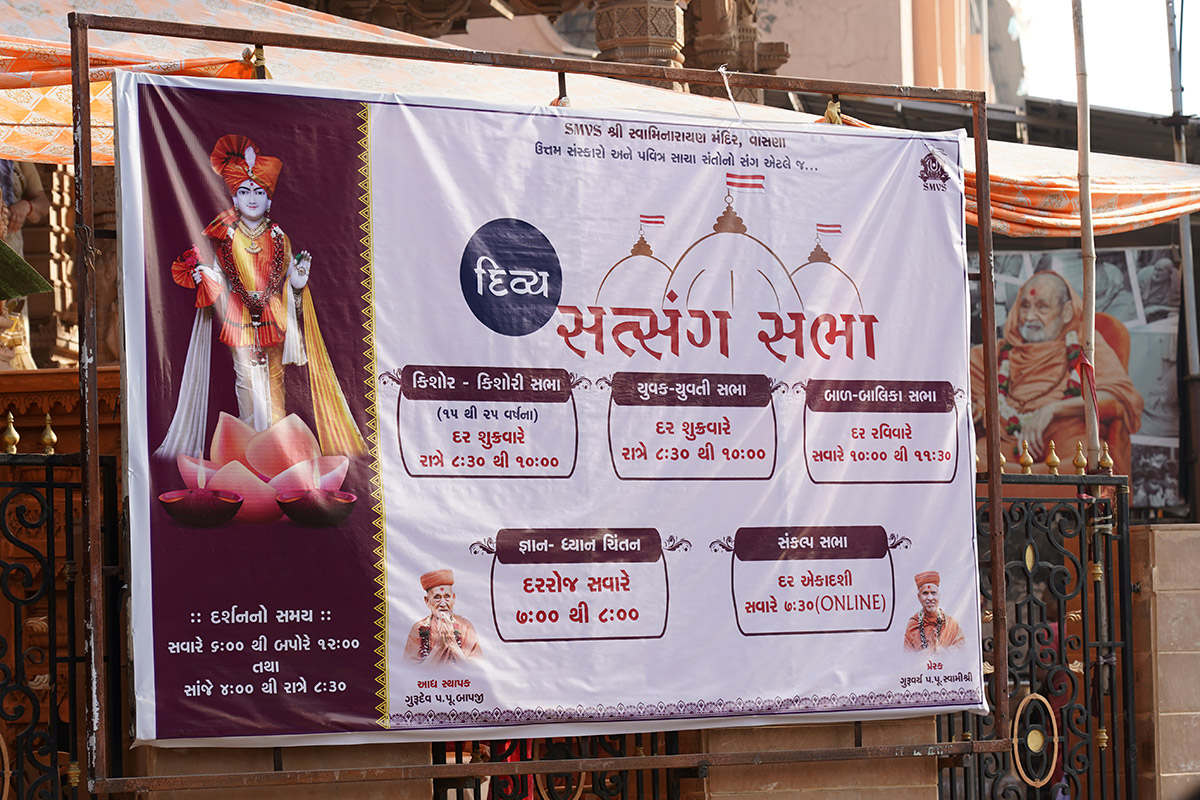 SMVS શ્રી સ્વામિનારાયણ મંદિર, વાસણા
ઉત્તમ સંસ્કારો અને પવિત્ર સાચા સંતોનો સંગ એટલે જ...
SMVS
દિવ્ય
સત્સંગ સભા
કિશોર - કિશોરી સભા
(૧૫ થી ૨૫ વર્ષના)
દર શુક્રવારે
રાત્રે ૮:૩૦ થી ૧૦:૦૦
યુવક-યુવતી સભા
દર શુક્રવારે
રાત્રે ૮:૩૦ થી ૧૦:૦૦
બાળ-બાલિકા સભા
દર રવિવારે
સવારે ૧૦:૦૦ થી ૧૧:૩૦
જ્ઞાન- ધ્યાન ચિંતન
દરરોજ સવારે
૭:૦૦ થી ૮:૦૦
સંકલ્પ સભા
દર એકાદશી
સવારે ૭:૩૦(ONLINE)
:: દર્શનનો સમય ::
સવારે ૬:૦૦ થી બપોરે ૧૨:૦૦
તથા
સાંજે ૪:૦૦ થી રાત્રે ૮:૩૦
આધ સ્થાપક
ગુરૂદેવ પ.પૂ.બાપજી
પ્રેરક
ગુરૂવર્ય પ.પૂ.સ્વામીશ્રી